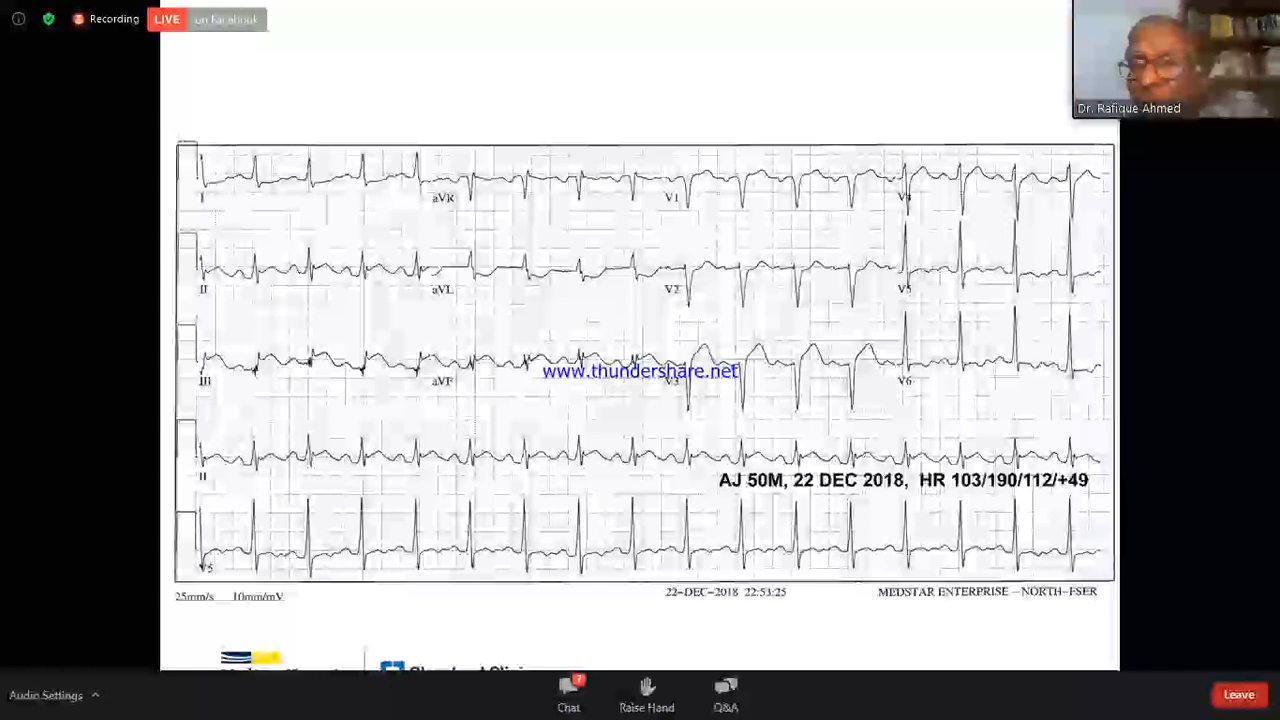 Recording
LIVE
on Facebook
Dr. Rafique Ahmed
I
aVR
V1
V4
II
aVL
V2
V5
III
aVF
V3
V6
www.thundershare.net
II
AJ 50M, 22 DEC 2018, HR 103/190/112/+49
V5
25mm/s 10mm/mV
22-DEC-2018 22:53:25
MEDSTAR ENTERPRISE
Audio Settings
7
Chat
Raise Hand
Q&A
Leave